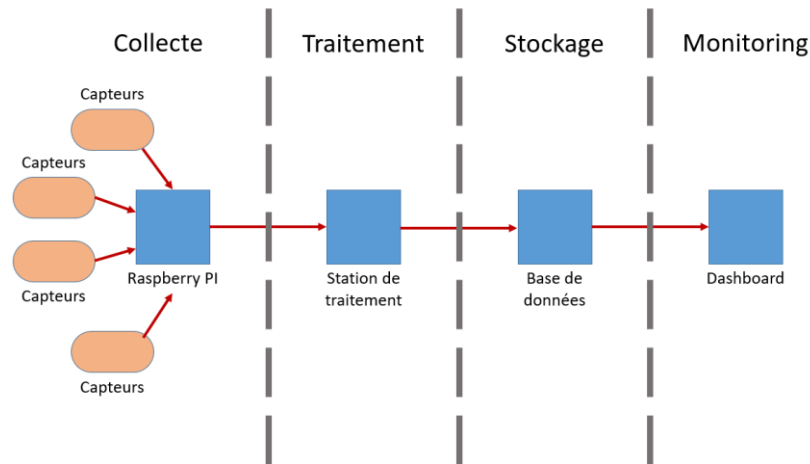 Collecte
Traitement
Stockage
Monitoring
Capteurs
Capteurs
Capteurs
Capteurs
Raspberry PI
Station de
traitement
Base de
données
Dashboard